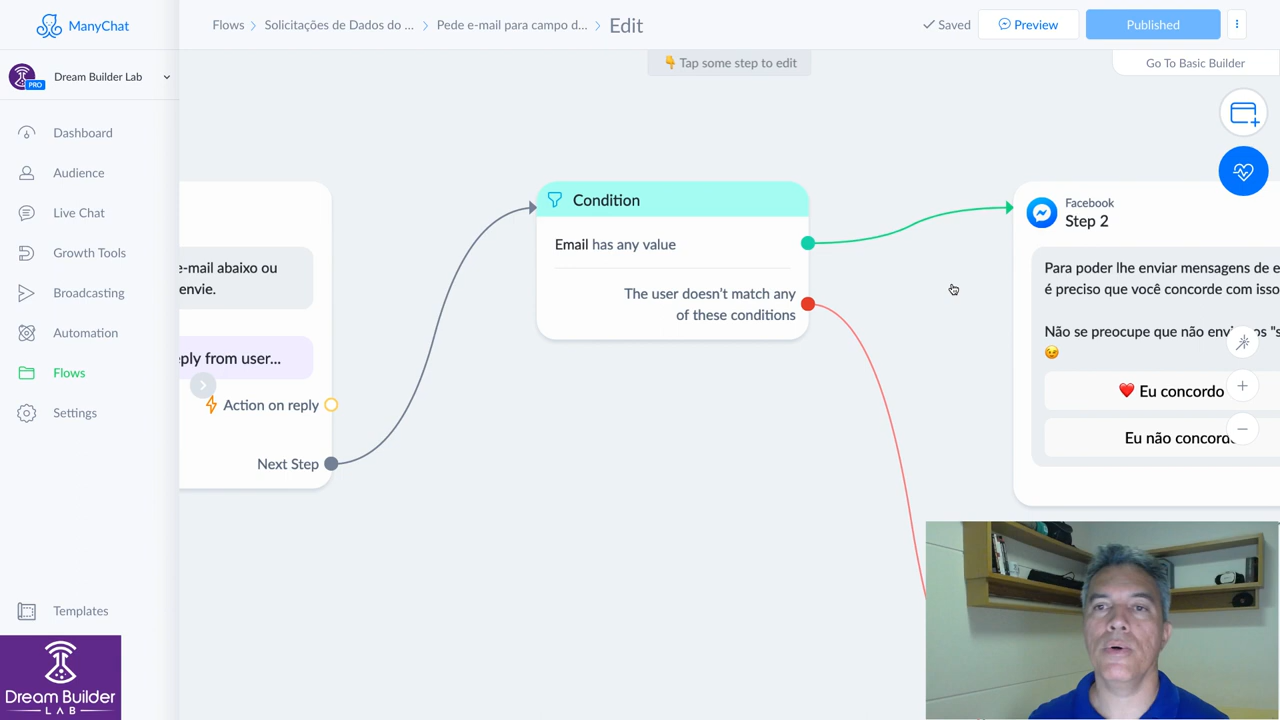 ManyChat
Flows
Solicitações de Dados do ...
Pede e-mail para campo d...
Edit
Saved
Preview
Published
Dream Builder Lab
PRO
👇 Tap some step to edit
Go To Basic Builder
Dashboard
Audience
Live Chat
Growth Tools
Broadcasting
Automation
Flows
Settings
Templates
e-mail abaixo ou
envie.
eply from user...
Action on reply
Next Step
Condition
Email has any value
The user doesn't match any
of these conditions
Facebook
Step 2
Para poder lhe enviar mensagens de e
é preciso que você concorde com isso
Não se preocupe que não
😉
❤️ Eu concordo
Eu não concord
Dream Builder
LAB